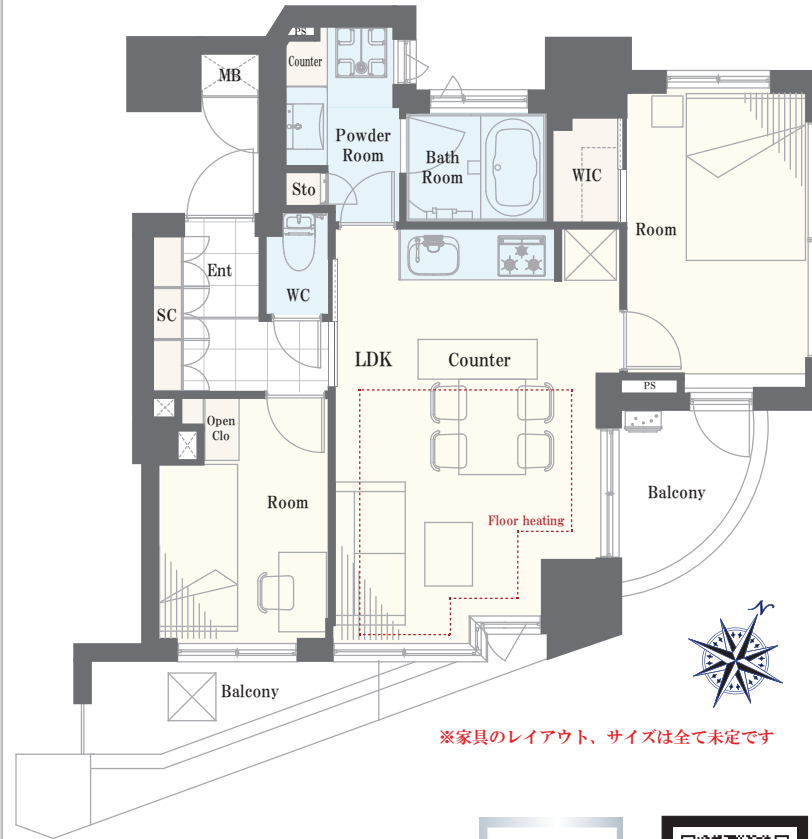 PS
Counter
MB
Powder
Room
Bath
Room
WIC
Sto
Room
Ent
WC
SC
LDK
Counter
PS
Open
Clo
Balcony
Room
Floor heating
N
Balcony
※家具のレイアウト、サイズは全て未定です